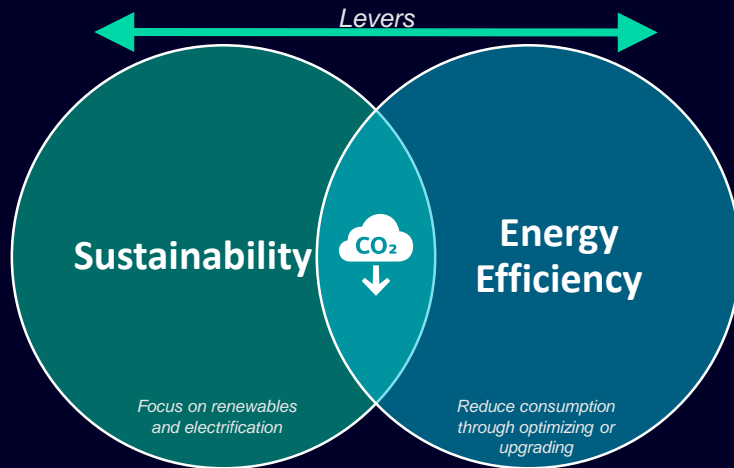 Levers
Sustainability
CO₂
Energy
Efficiency
Focus on renewables
and electrification
Reduce consumption
through optimizing or
upgrading